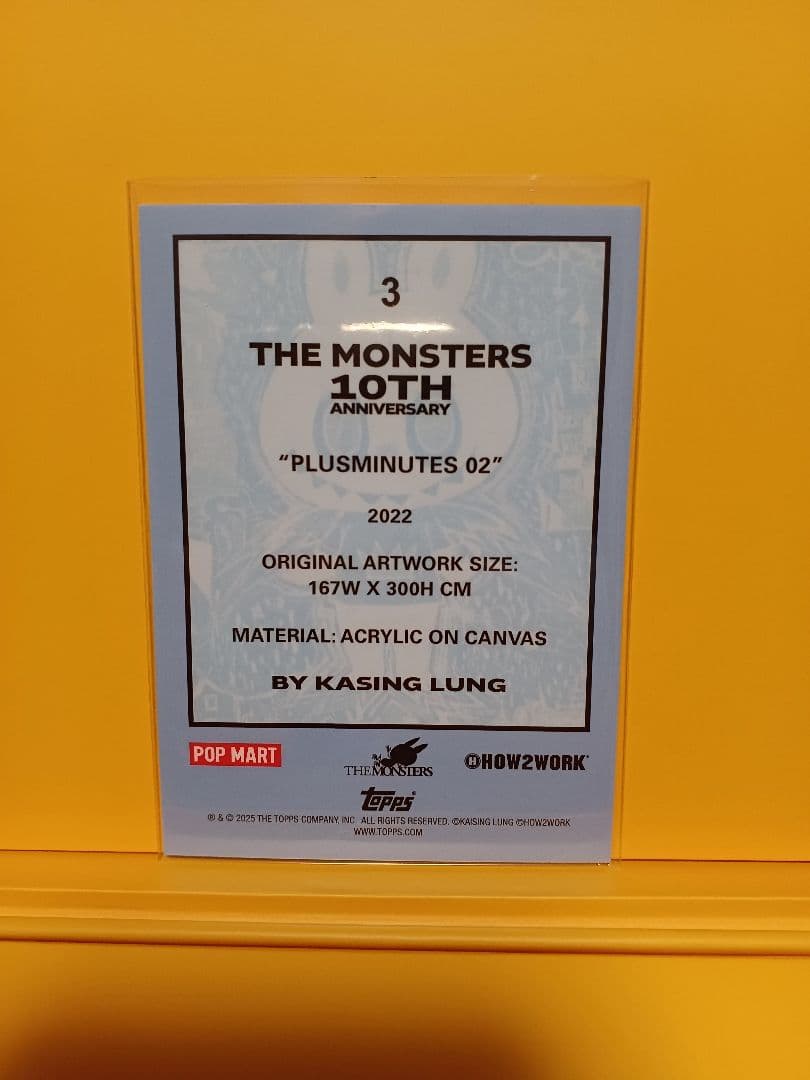 3
THE MONSTERS
10TH
ANNIVERSARY
“PLUSMINUTES 02”
2022
ORIGINAL ARTWORK SIZE:
167W X 300H CM
MATERIAL: ACRYLIC ON CANVAS
BY KASING LUNG
POP MART
THE MONSTERS
HOW2WORK
topps
® & © 2025 THE TOPPS COMPANY, INC. ALL RIGHTS RESERVED. ©KASING LUNG ©HOW2WORK
WWW.TOPPS.COM